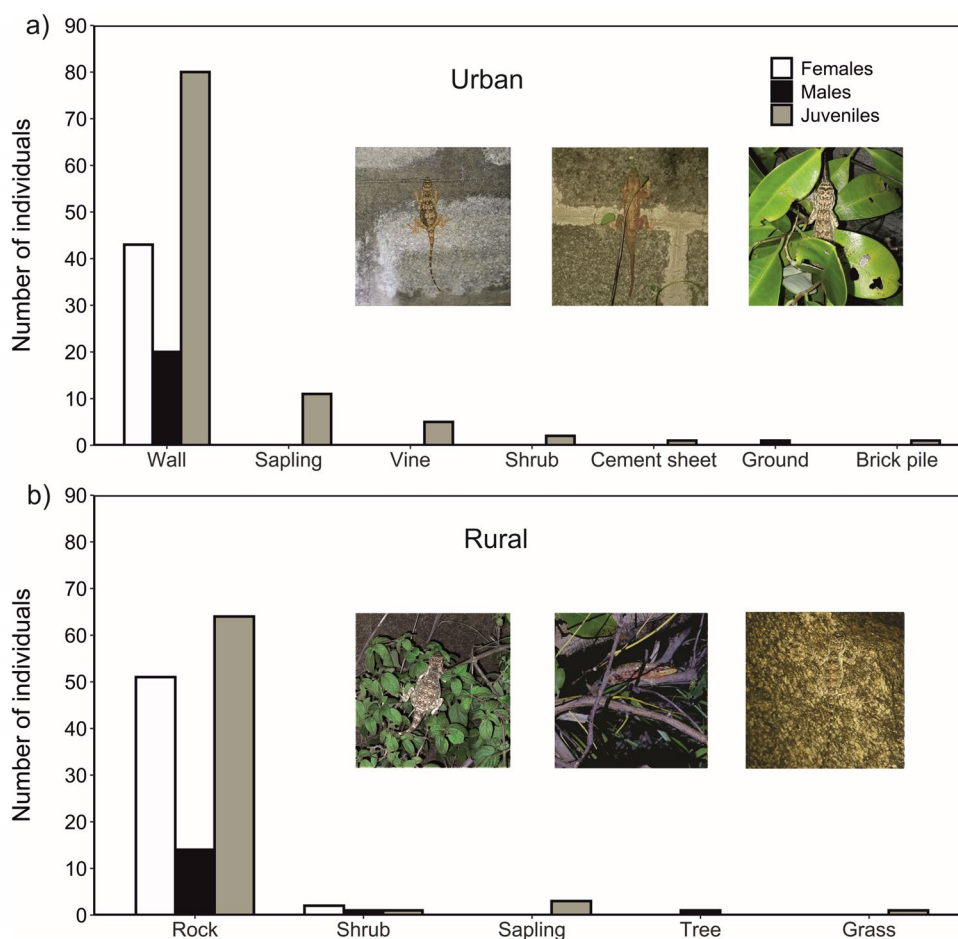 a)
90
80
70
60
50
40
30
20
10
0
Number of individuals
Urban
Females
Males
Juveniles
Wall Sapling Vine Shrub Cement sheet Ground Brick pile
b)
90
80
70
60
50
40
30
20
10
0
Number of individuals
Rural
Rock Shrub Sapling Tree Grass